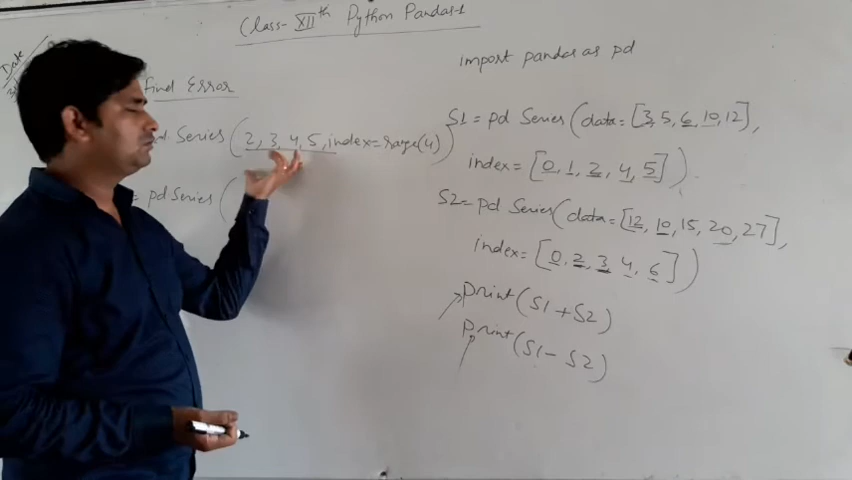 Class- XIIth Python Pandas-1
Date
Find Error
pd Series (2, 3, 4, 5, index=range(4))
= pd Series (
import pandas as pd
S1 = pd Series (data= [3, 5, 6, 10, 12],
index= [0, 1, 2, 4, 5])
S2= pd Series (data= [12, 10, 15, 20, 27],
index= [0, 2, 3, 4, 6])
print (S1+S2)
print (S1- S2)